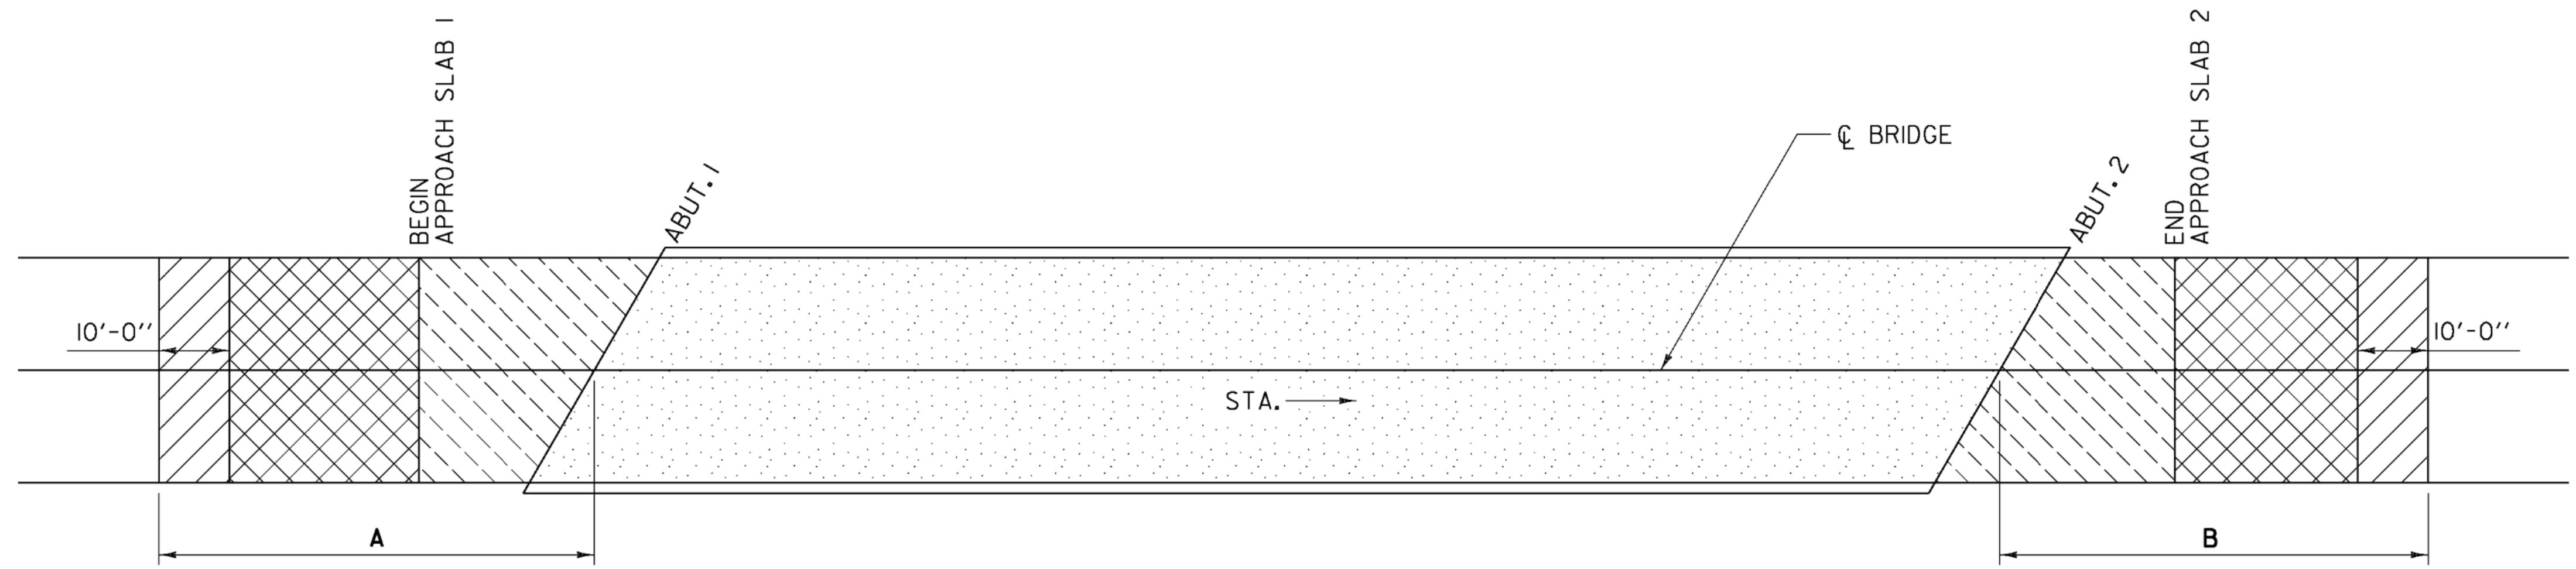 BEGIN
APPROACH SLAB 1
ABUT. 1
℄ BRIDGE
ABUT. 2
END
APPROACH SLAB 2
10'-0''
10'-0''
STA.
A
B